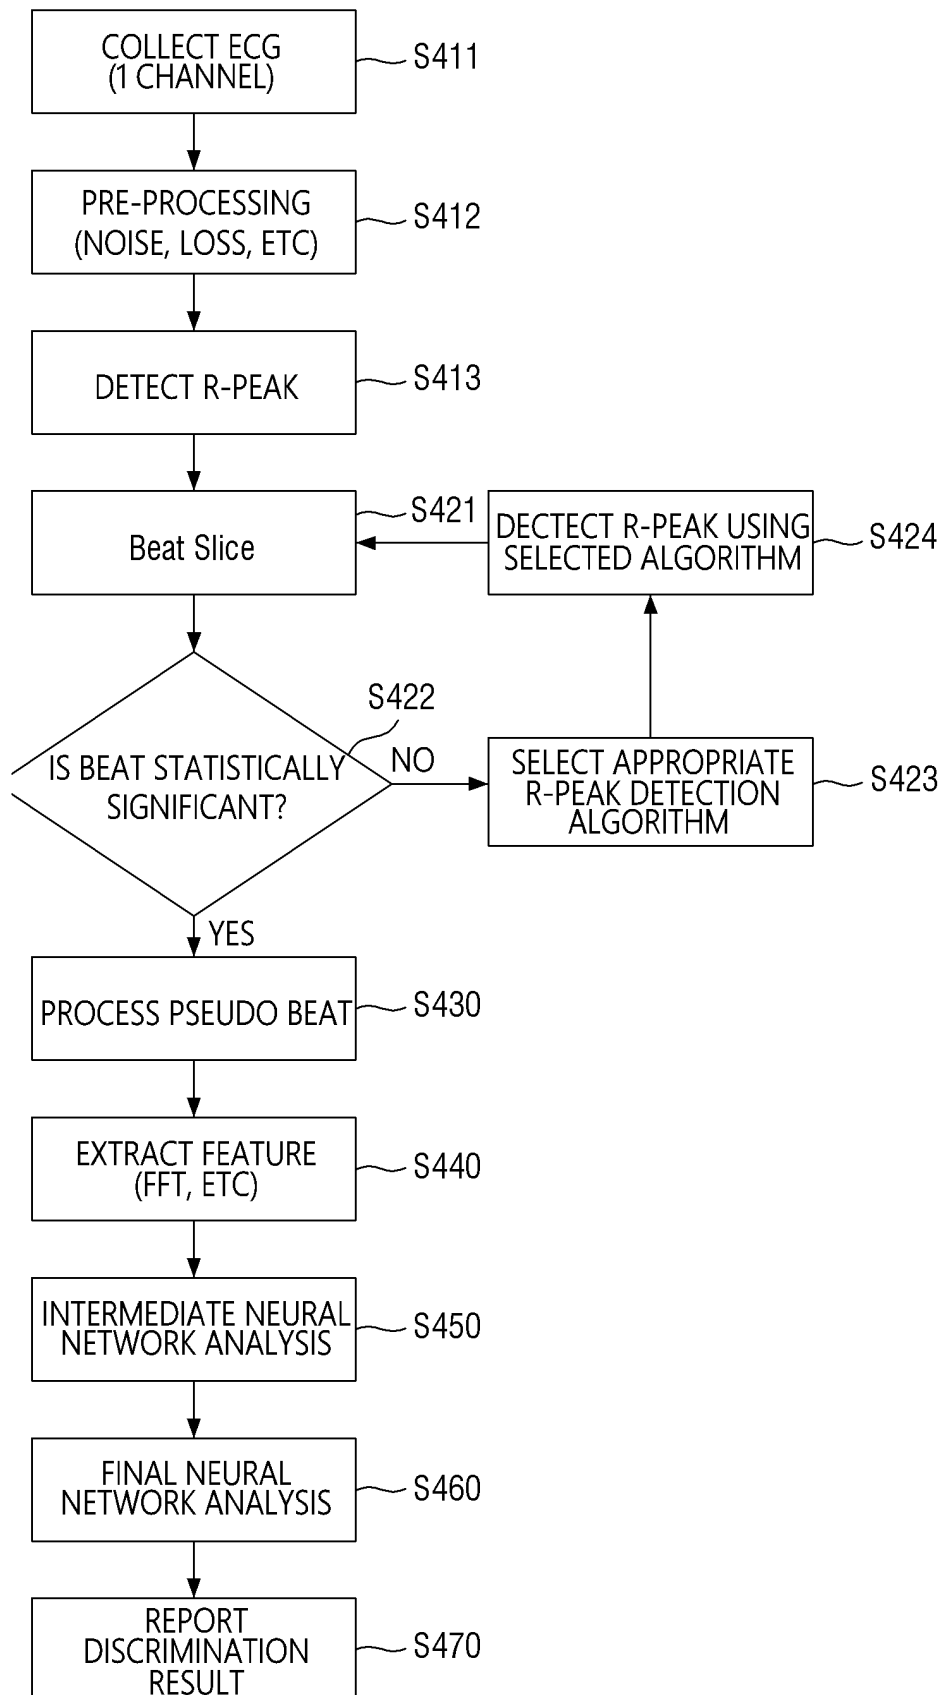 COLLECT ECG
(1 CHANNEL)
S411
PRE-PROCESSING
(NOISE, LOSS, ETC)
S412
DETECT R-PEAK
S413
Beat Slice
S421
DECTECT R-PEAK USING
SELECTED ALGORITHM
S424
S422
IS BEAT STATISTICALLY
SIGNIFICANT?
NO
SELECT APPROPRIATE
R-PEAK DETECTION
ALGORITHM
S423
YES
PROCESS PSEUDO BEAT
S430
EXTRACT FEATURE
(FFT, ETC)
S440
INTERMEDIATE NEURAL
NETWORK ANALYSIS
S450
FINAL NEURAL
NETWORK ANALYSIS
S460
REPORT
DISCRIMINATION
RESULT
S470